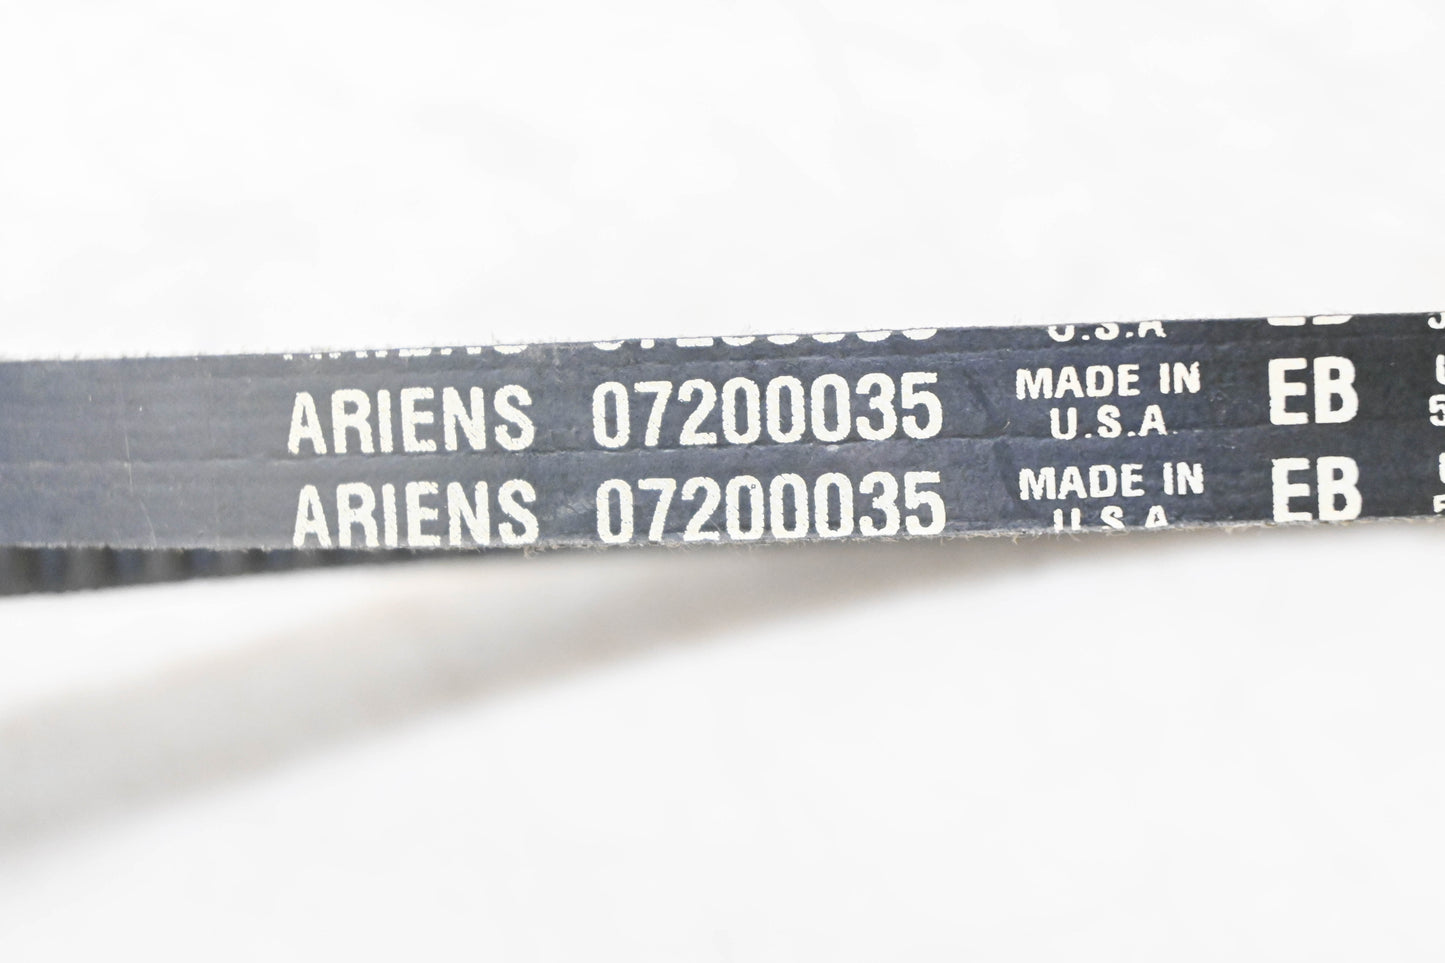 U.S.A
ARIENS 07200035 MADE IN U.S.A. EB
ARIENS 07200035 MADE IN U.S.A EB